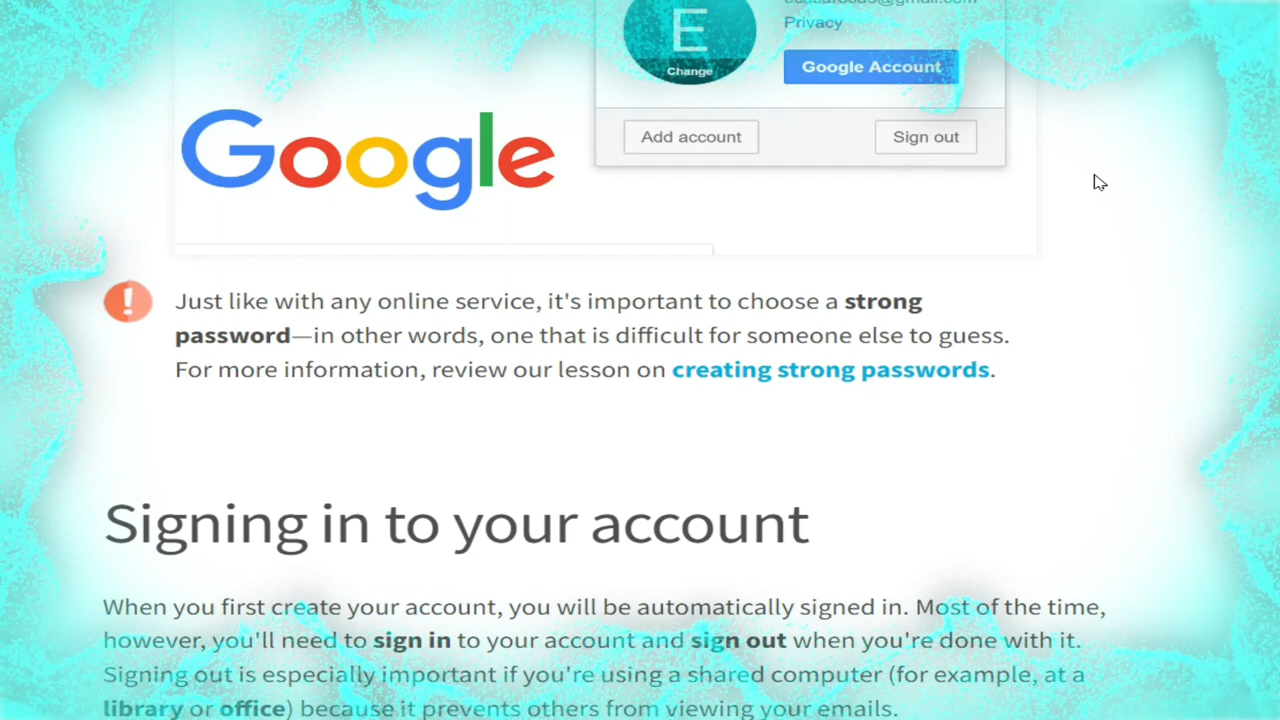 E
Privacy
Change
Google Account
Add account
Sign out
Google
!
Just like with any online service, it's important to choose a strong
password—in other words, one that is difficult for someone else to guess.
For more information, review our lesson on creating strong passwords.
Signing in to your account
When you first create your account, you will be automatically signed in. Most of the time,
however, you'll need to sign in to your account and sign out when you're done with it.
Signing out is especially important if you're using a shared computer (for example, at a
library or office) because it prevents others from viewing your emails.